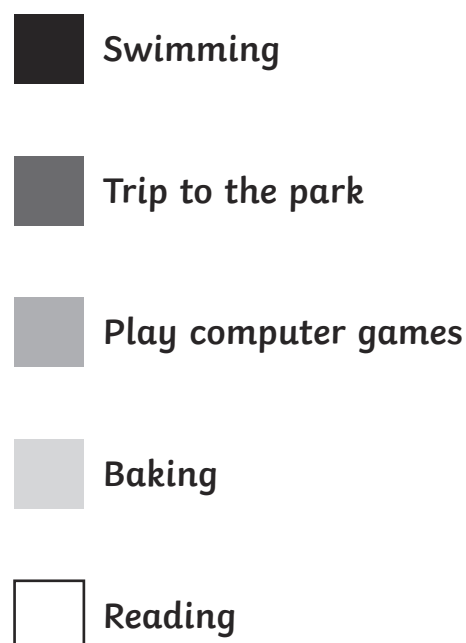 Swimming
Trip to the park
Play computer games
Baking
Reading